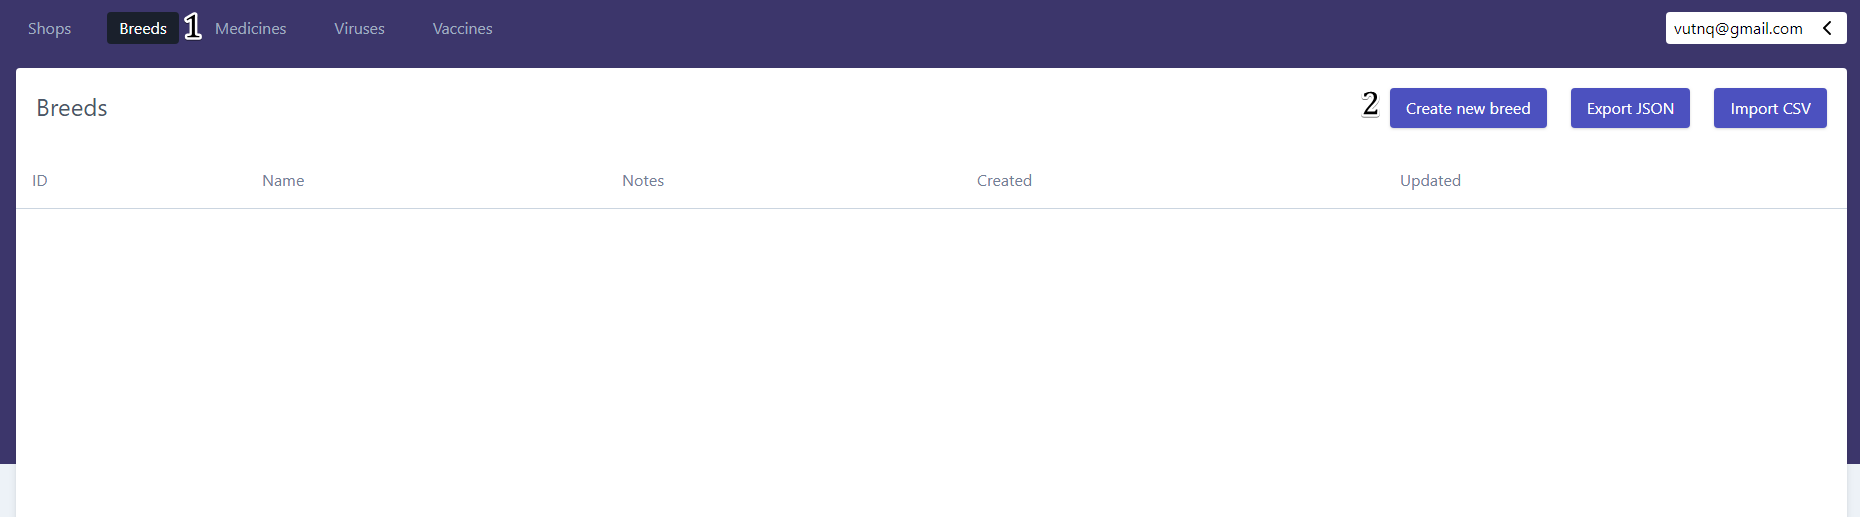 Shops Breeds 1 Medicines Viruses Vaccines vutnq@gmail.com
Breeds 2 Create new breed Export JSON Import CSV
ID Name Notes Created Updated